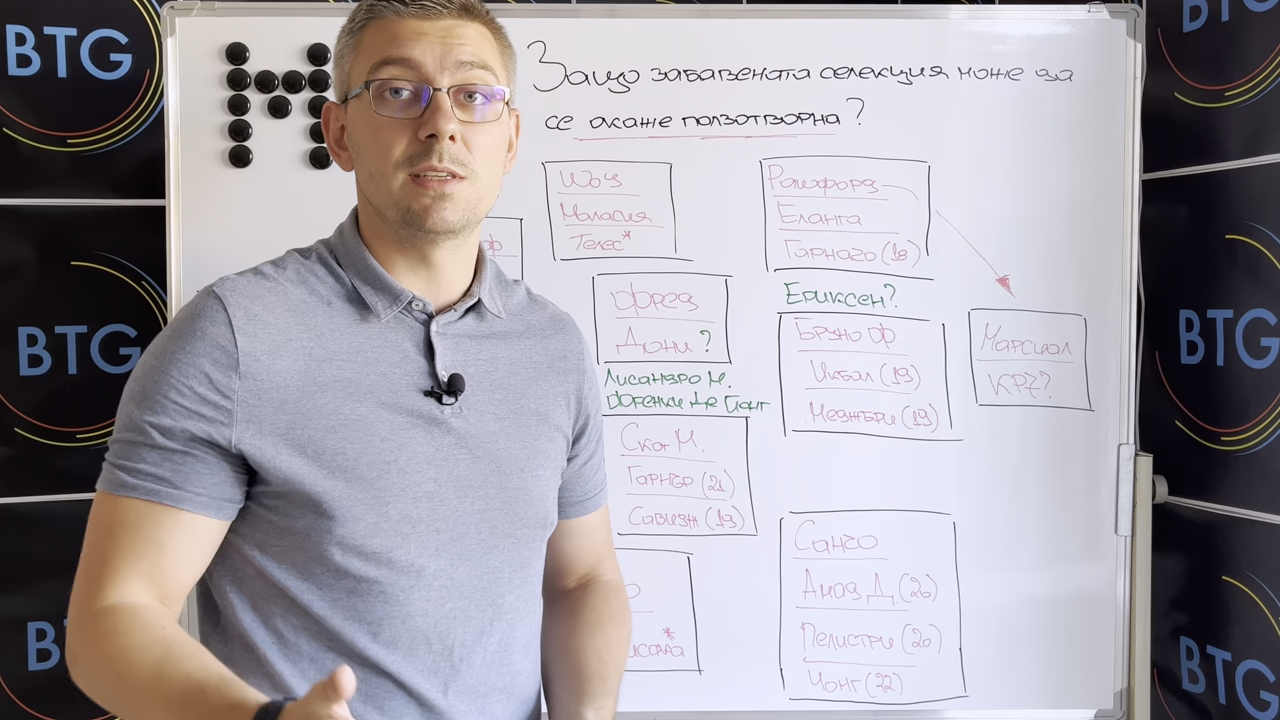 BTG
BTG
BTG
BTG
BTG
BTG
Защо забавената селекция може да
се окаже ползотворна?
Шоу
Маласия
Телес*
Рашфорд
Еланга
Гарначо (18)
Ериксен?
Фред
Дони?
Лисандро М.
Френки Де Йонг
Бруно Ф.
Икбал (19)
Межбри (19)
Марсиал
КР7?
Скот М.
Гарнър (21)
Савидж (19)
Санчо
Амад Д. (20)
Пелистри (20)
Чонг (22)